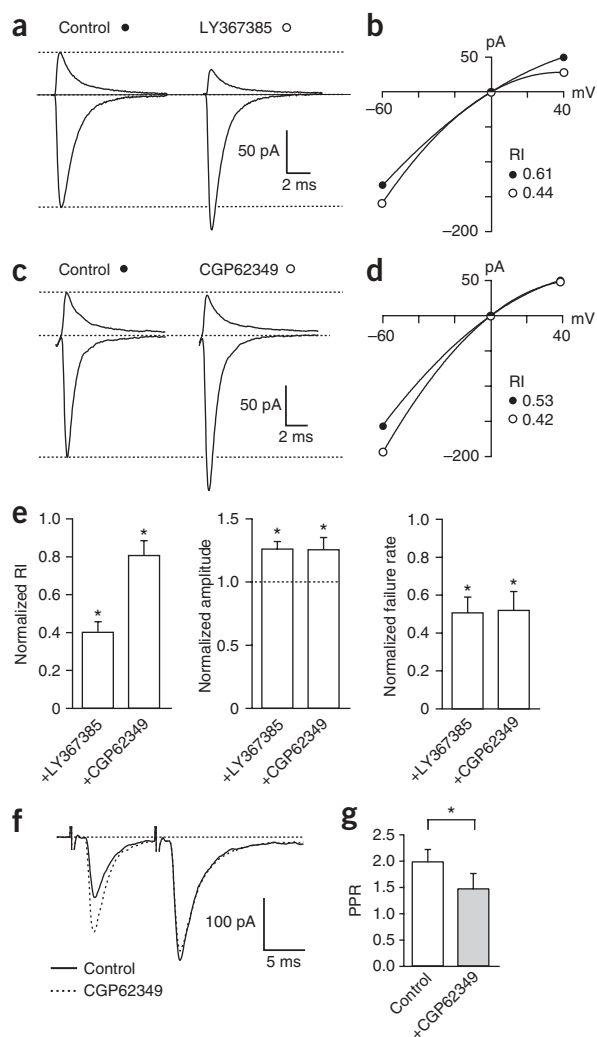 a
Control ● LY367385 ○
50 pA
2 ms
b
pA
50
mV
–60
40
RI
● 0.61
○ 0.44
–200
c
Control ● CGP62349 ○
50 pA
2 ms
d
pA
50
mV
–60
40
RI
● 0.53
○ 0.42
–200
e
Normalized RI
1.0
0.8
0.6
0.4
0.2
0
*
*
+LY367385
+CGP62349
Normalized amplitude
1.5
1.0
0.5
0
*
*
+LY367385
+CGP62349
Normalized failure rate
1.0
0.8
0.6
0.4
0.2
0
*
*
+LY367385
+CGP62349
f
100 pA
5 ms
Control
CGP62349
g
*
PPR
2.5
2.0
1.5
1.0
0.5
0.0
Control
+CGP62349